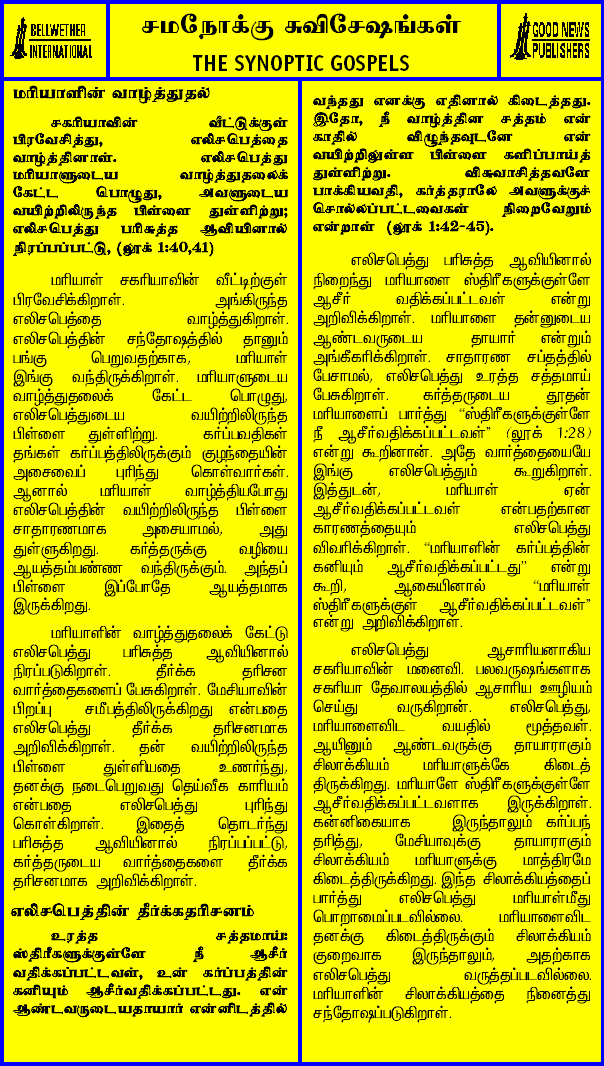 BELLWETHER
INTERNATIONAL
சமநோக்கு சுவிசேஷங்கள்
THE SYNOPTIC GOSPELS
GOOD NEWS
PUBLISHERS
மரியாளின் வாழ்த்துதல்
சகரியாவின் வீட்டுக்குள்
பிரவேசித்து, எலிசபெத்தை
வாழ்த்தினாள். எலிசபெத்து
மரியாளுடைய வாழ்த்துதலைக்
கேட்ட பொழுது, அவளுடைய
வயிற்றிலிருந்த பிள்ளை துள்ளிற்று;
எலிசபெத்து பரிசுத்த ஆவியினால்
நிரப்பப்பட்டு, (லூக் 1:40,41)
மரியாள் சகரியாவின் வீட்டிற்குள்
பிரவேசிக்கிறாள். அங்கிருந்த
எலிசபெத்தை வாழ்த்துகிறாள்.
எலிசபெத்தின் சந்தோஷத்தில் தானும்
பங்கு பெறுவதற்காக, மரியாள்
இங்கு வந்திருக்கிறாள். மரியாளுடைய
வாழ்த்துதலைக் கேட்ட பொழுது,
எலிசபெத்துடைய வயிற்றிலிருந்த
பிள்ளை துள்ளிற்று. கர்ப்பவதிகள்
தங்கள் கர்ப்பத்திலிருக்கும் குழந்தையின்
அசைவைப் புரிந்து கொள்வார்கள்.
ஆனால் மரியாள் வாழ்த்தியபோது
எலிசபெத்தின் வயிற்றிலிருந்த பிள்ளை
சாதாரணமாக அசையாமல், அது
துள்ளுகிறது. கர்த்தருக்கு வழியை
ஆயத்தம்பண்ண வந்திருக்கும். அந்தப்
பிள்ளை இப்போதே ஆயத்தமாக
இருக்கிறது.
மரியாளின் வாழ்த்துதலைக் கேட்டு
எலிசபெத்து பரிசுத்த ஆவியினால்
நிரப்படுகிறாள். தீர்க்க தரிசன
வார்த்தைகளைப் பேசுகிறாள். மேசியாவின்
பிறப்பு சமீபத்திலிருக்கிறது என்பதை
எலிசபெத்து தீர்க்க தரிசனமாக
அறிவிக்கிறாள். தன் வயிற்றிலிருந்த
பிள்ளை துள்ளியதை உணர்ந்து,
தனக்கு நடைபெறுவது தெய்வீக காரியம்
என்பதை எலிசபெத்து புரிந்து
கொள்கிறாள். இதைத் தொடர்ந்து
பரிசுத்த ஆவியினால் நிரப்பப்பட்டு,
கர்த்தருடைய வார்த்தைகளை தீர்க்க
தரிசனமாக அறிவிக்கிறாள்.
எலிசபெத்தின் தீர்க்கதரிசனம்
உரத்த சத்தமாய்:
ஸ்திரீகளுக்குள்ளே நீ ஆசீர்
வதிக்கப்பட்டவள், உன் கர்ப்பத்தின்
கனியும் ஆசீர்வதிக்கப்பட்டது. என்
ஆண்டவருடையதாயார் என்னிடத்தில்
வந்தது எனக்கு எதினால் கிடைத்தது.
இதோ, நீ வாழ்த்தின சத்தம் என்
காதில் விழுந்தவுடனே என்
வயிற்றிலுள்ள பிள்ளை களிப்பாய்த்
துள்ளிற்று. விசுவாசித்தவளே
பாக்கியவதி, கர்த்தராலே அவளுக்குச்
சொல்லப்பட்டவைகள் நிறைவேறும்
என்றாள் (லூக் 1:42-45).
எலிசபெத்து பரிசுத்த ஆவியினால்
நிறைந்து மரியாளை ஸ்திரீகளுக்குள்ளே
ஆசீர் வதிக்கப்பட்டவள் என்று
அறிவிக்கிறாள். மரியாளை தன்னுடைய
ஆண்டவருடைய தாயார் என்றும்
அங்கீகரிக்கிறாள். சாதாரண சப்தத்தில்
பேசாமல், எலிசபெத்து உரத்த சத்தமாய்
பேசுகிறாள். கர்த்தருடைய தூதன்
மரியாளைப் பார்த்து “ஸ்திரீகளுக்குள்ளே
நீ ஆசீர்வதிக்கப்பட்டவள்” (லூக் 1:28)
என்று கூறினான். அதே வார்த்தையையே
இங்கு எலிசபெத்தும் கூறுகிறாள்.
இத்துடன், மரியாள் ஏன்
ஆசீர்வதிக்கப்பட்டவள் என்பதற்கான
காரணத்தையும் எலிசபெத்து
விவரிக்கிறாள். “மரியாளின் கர்ப்பத்தின்
கனியும் ஆசீர்வதிக்கப்பட்டது” என்று
கூறி, ஆகையினால் “மரியாள்
ஸ்திரீகளுக்குள் ஆசீர்வதிக்கப்பட்டவள்”
என்று அறிவிக்கிறாள்.
எலிசபெத்து ஆசாரியனாகிய
சகரியாவின் மனைவி. பலவருஷங்களாக
சகரியா தேவாலயத்தில் ஆசாரிய ஊழியம்
செய்து வருகிறான். எலிசபெத்து,
மரியாளைவிட வயதில் மூத்தவள்.
ஆயினும் ஆண்டவருக்கு தாயாராகும்
சிலாக்கியம் மரியாளுக்கே கிடைத்
திருக்கிறது. மரியாளே ஸ்திரீகளுக்குள்ளே
ஆசீர்வதிக்கப்பட்டவளாக இருக்கிறாள்.
கன்னிகையாக இருந்தாலும் கர்ப்பந்
தரித்து, மேசியாவுக்கு தாயாராகும்
சிலாக்கியம் மரியாளுக்கு மாத்திரமே
கிடைத்திருக்கிறது. இந்த சிலாக்கியத்தைப்
பார்த்து எலிசபெத்து மரியாள்மீது
பொறாமைப்படவில்லை. மரியாளைவிட
தனக்கு கிடைத்திருக்கும் சிலாக்கியம்
குறைவாக இருந்தாலும், அதற்காக
எலிசபெத்து வருத்தப்படவில்லை.
மரியாளின் சிலாக்கியத்தை நினைத்து
சந்தோஷப்படுகிறாள்.